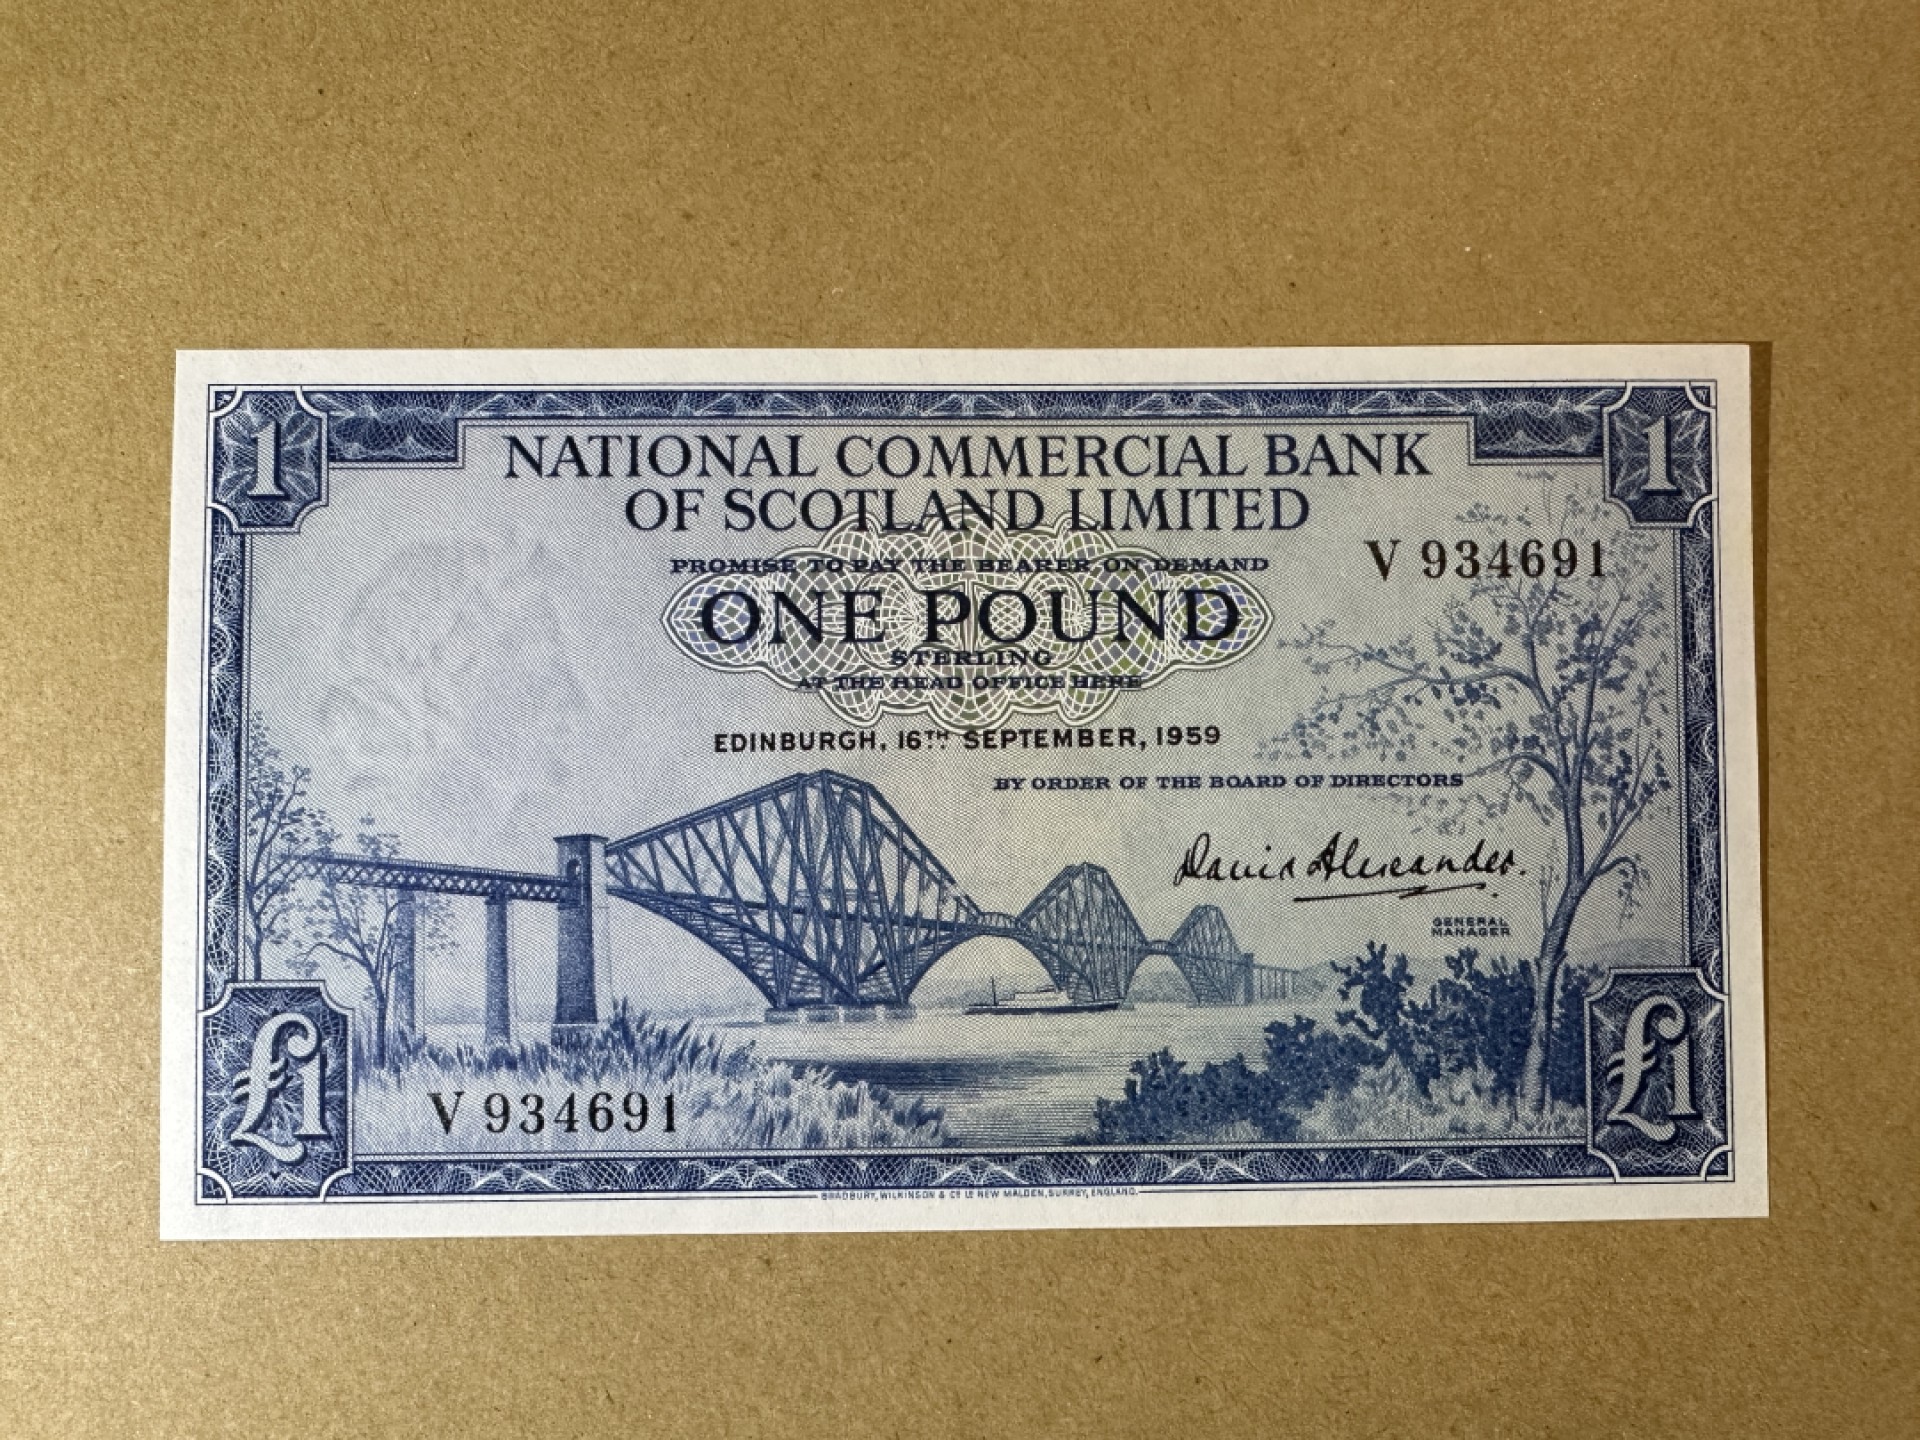 1
1
NATIONAL COMMERCIAL BANK
OF SCOTLAND LIMITED
V 934691
PROMISE TO PAY THE BEARER ON DEMAND
ONE POUND
STERLING
AT THE HEAD OFFICE HERE
EDINBURGH, 16TH SEPTEMBER, 1959
BY ORDER OF THE BOARD OF DIRECTORS
David Alexander.
GENERAL
MANAGER
£1
£1
V 934691
BRADBURY, WILKINSON & Co Ld NEW MALDEN, SURREY, ENGLAND.